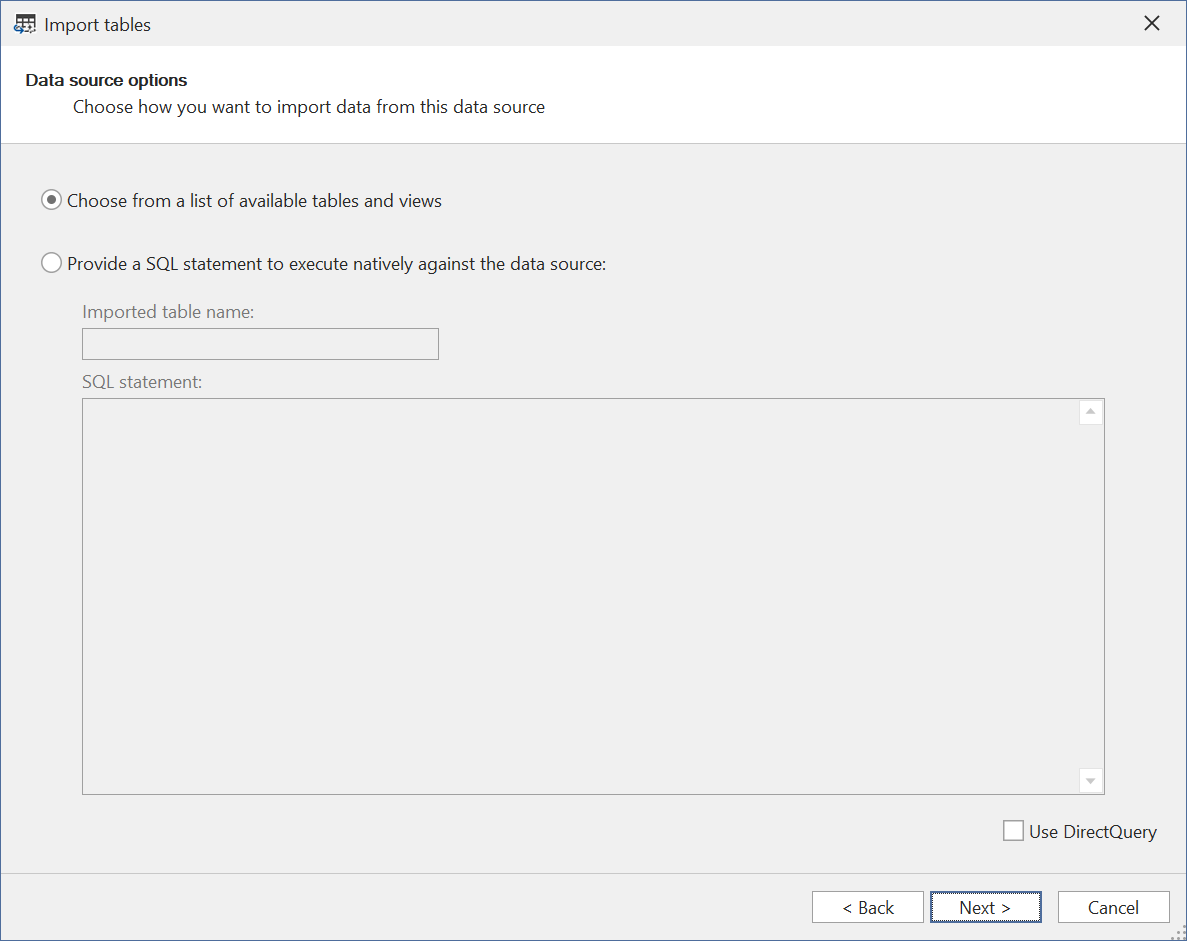 Import tables
Data source options
Choose how you want to import data from this data source
Choose from a list of available tables and views
Provide a SQL statement to execute natively against the data source:
Imported table name:
SQL statement:
Use DirectQuery
< Back
Next >
Cancel